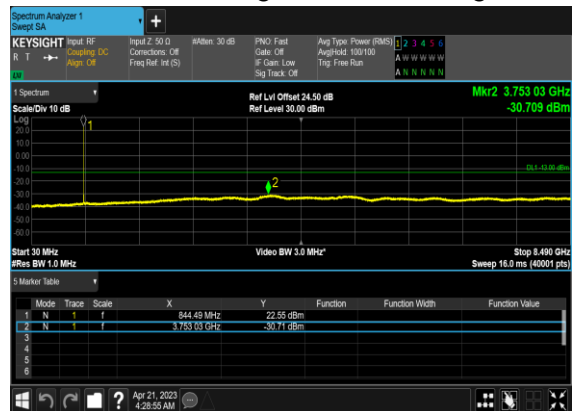 Spectrum Analyzer 1
Swept SA
+
KEYSIGHT Input: RF Input Z: 50 Ω #Atten: 30 dB PNO: Fast Avg Type: Power (RMS) 1 2 3 4 5 6
R T Coupling: DC Corrections: Off Gate: Off Avg|Hold: 100/100 A W W W W W
Align: Off Freq Ref: Int (S) IF Gain: Low Trig: Free Run
LW Sig Track: Off A N N N N N
1 Spectrum Ref Lvl Offset 24.50 dB Mkr2 3.753 03 GHz
Scale/Div 10 dB Ref Level 30.00 dBm -30.709 dBm
Log
20.0
10.0
0.00
-10.0
-20.0
-30.0
-40.0
-50.0
-60.0
1
DL1 -13.00 dBm
2
Start 30 MHz Video BW 3.0 MHz* Stop 8.490 GHz
#Res BW 1.0 MHz Sweep 16.0 ms (40001 pts)
5 Marker Table
Mode Trace Scale X Y Function Function Width Function Value
1 N 1 f 844.49 MHz 22.55 dBm
2 N 1 f 3.753 03 GHz -30.71 dBm
3
4
5
6
? Apr 21, 2023
4:28:55 AM